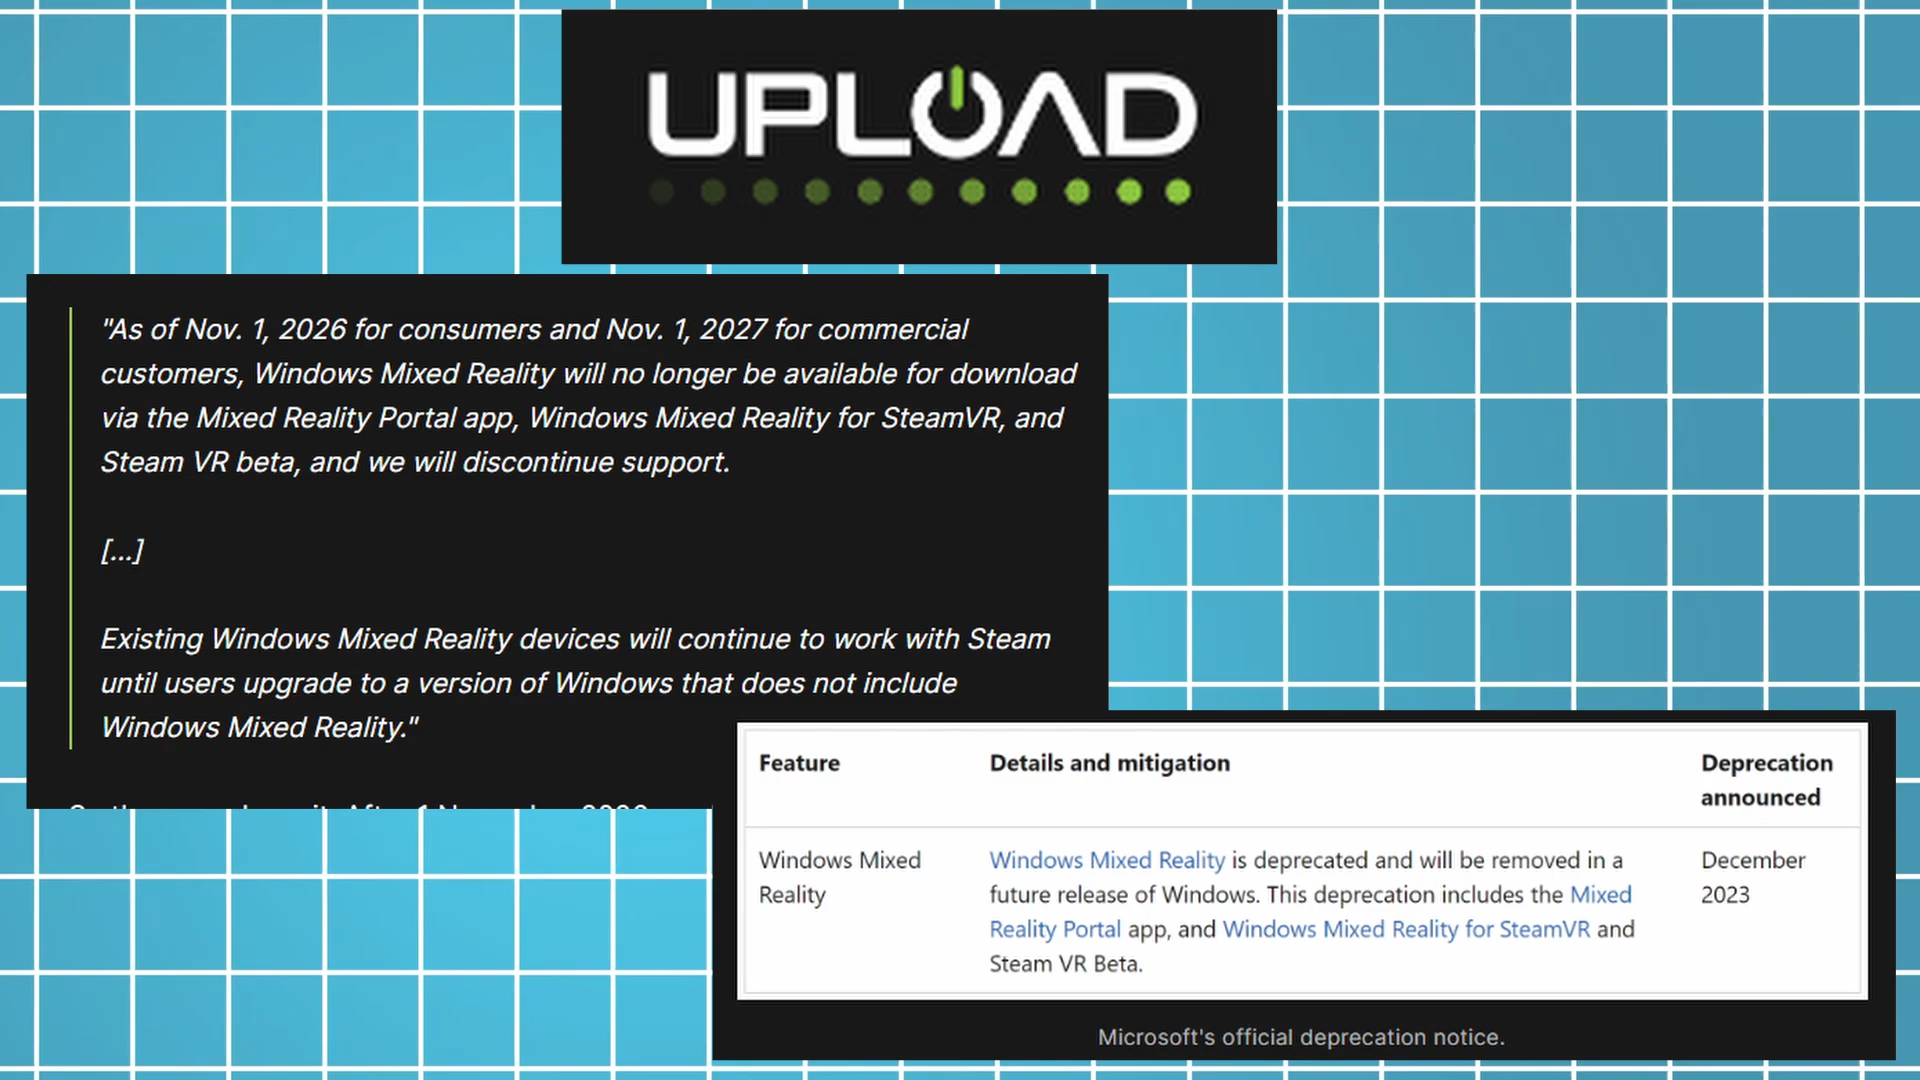 UPLOAD
"As of Nov. 1, 2026 for consumers and Nov. 1, 2027 for commercial
customers, Windows Mixed Reality will no longer be available for download
via the Mixed Reality Portal app, Windows Mixed Reality for SteamVR, and
Steam VR beta, and we will discontinue support.
[...]
Existing Windows Mixed Reality devices will continue to work with Steam
until users upgrade to a version of Windows that does not include
Windows Mixed Reality."
Feature Details and mitigation Deprecation
announced
Windows Mixed Windows Mixed Reality is deprecated and will be removed in a December
Reality future release of Windows. This deprecation includes the Mixed 2023
Reality Portal app, and Windows Mixed Reality for SteamVR and
Steam VR Beta.
Microsoft's official deprecation notice.